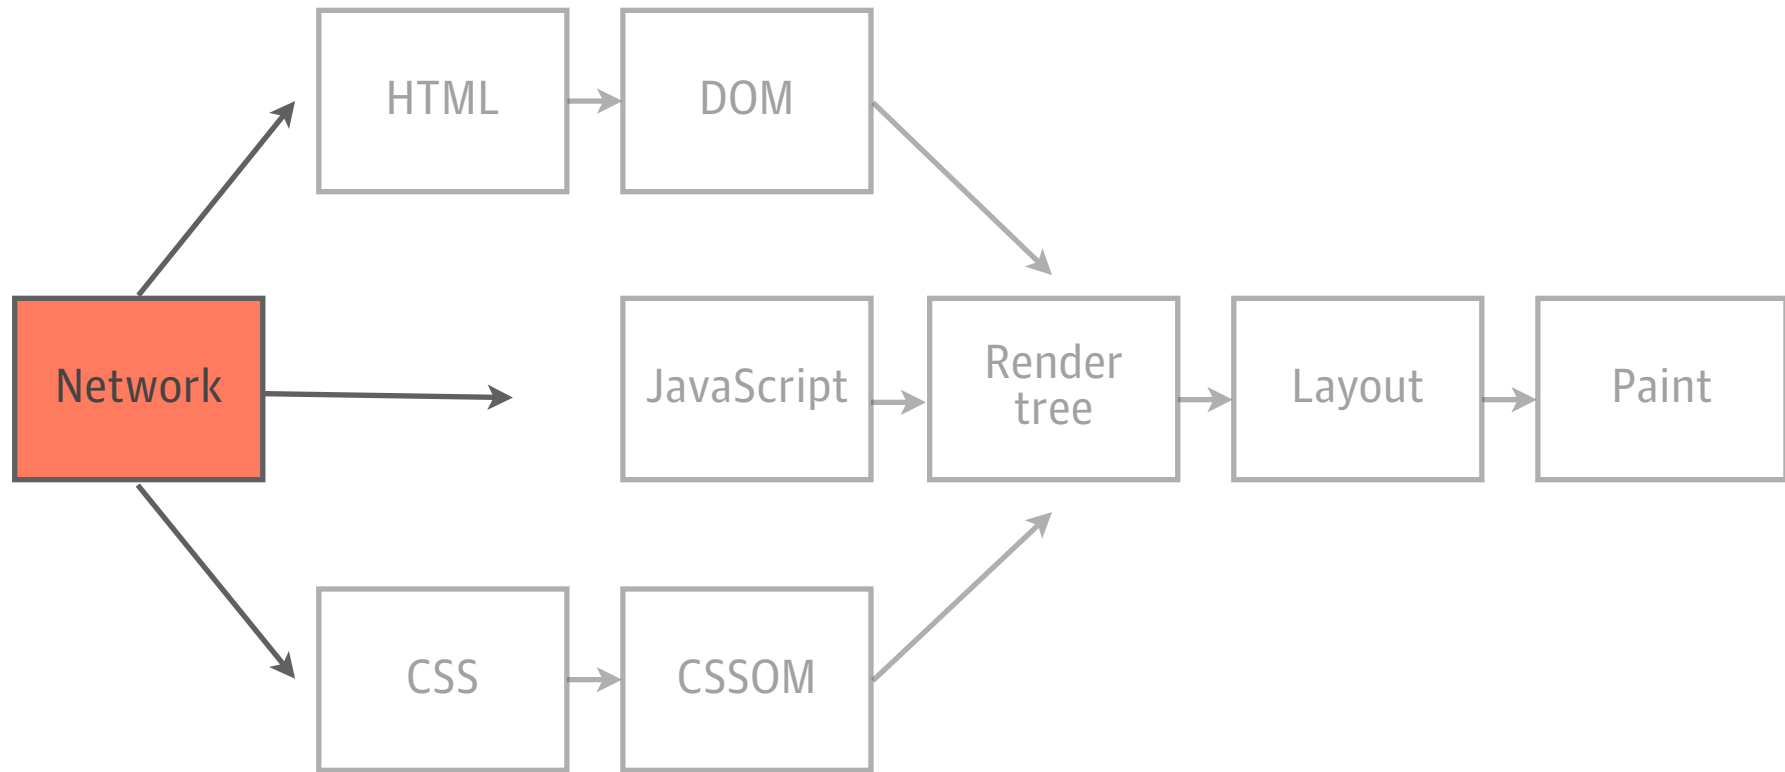 HTML
DOM
Network
JavaScript
Render
tree
Layout
Paint
CSS
CSSOM